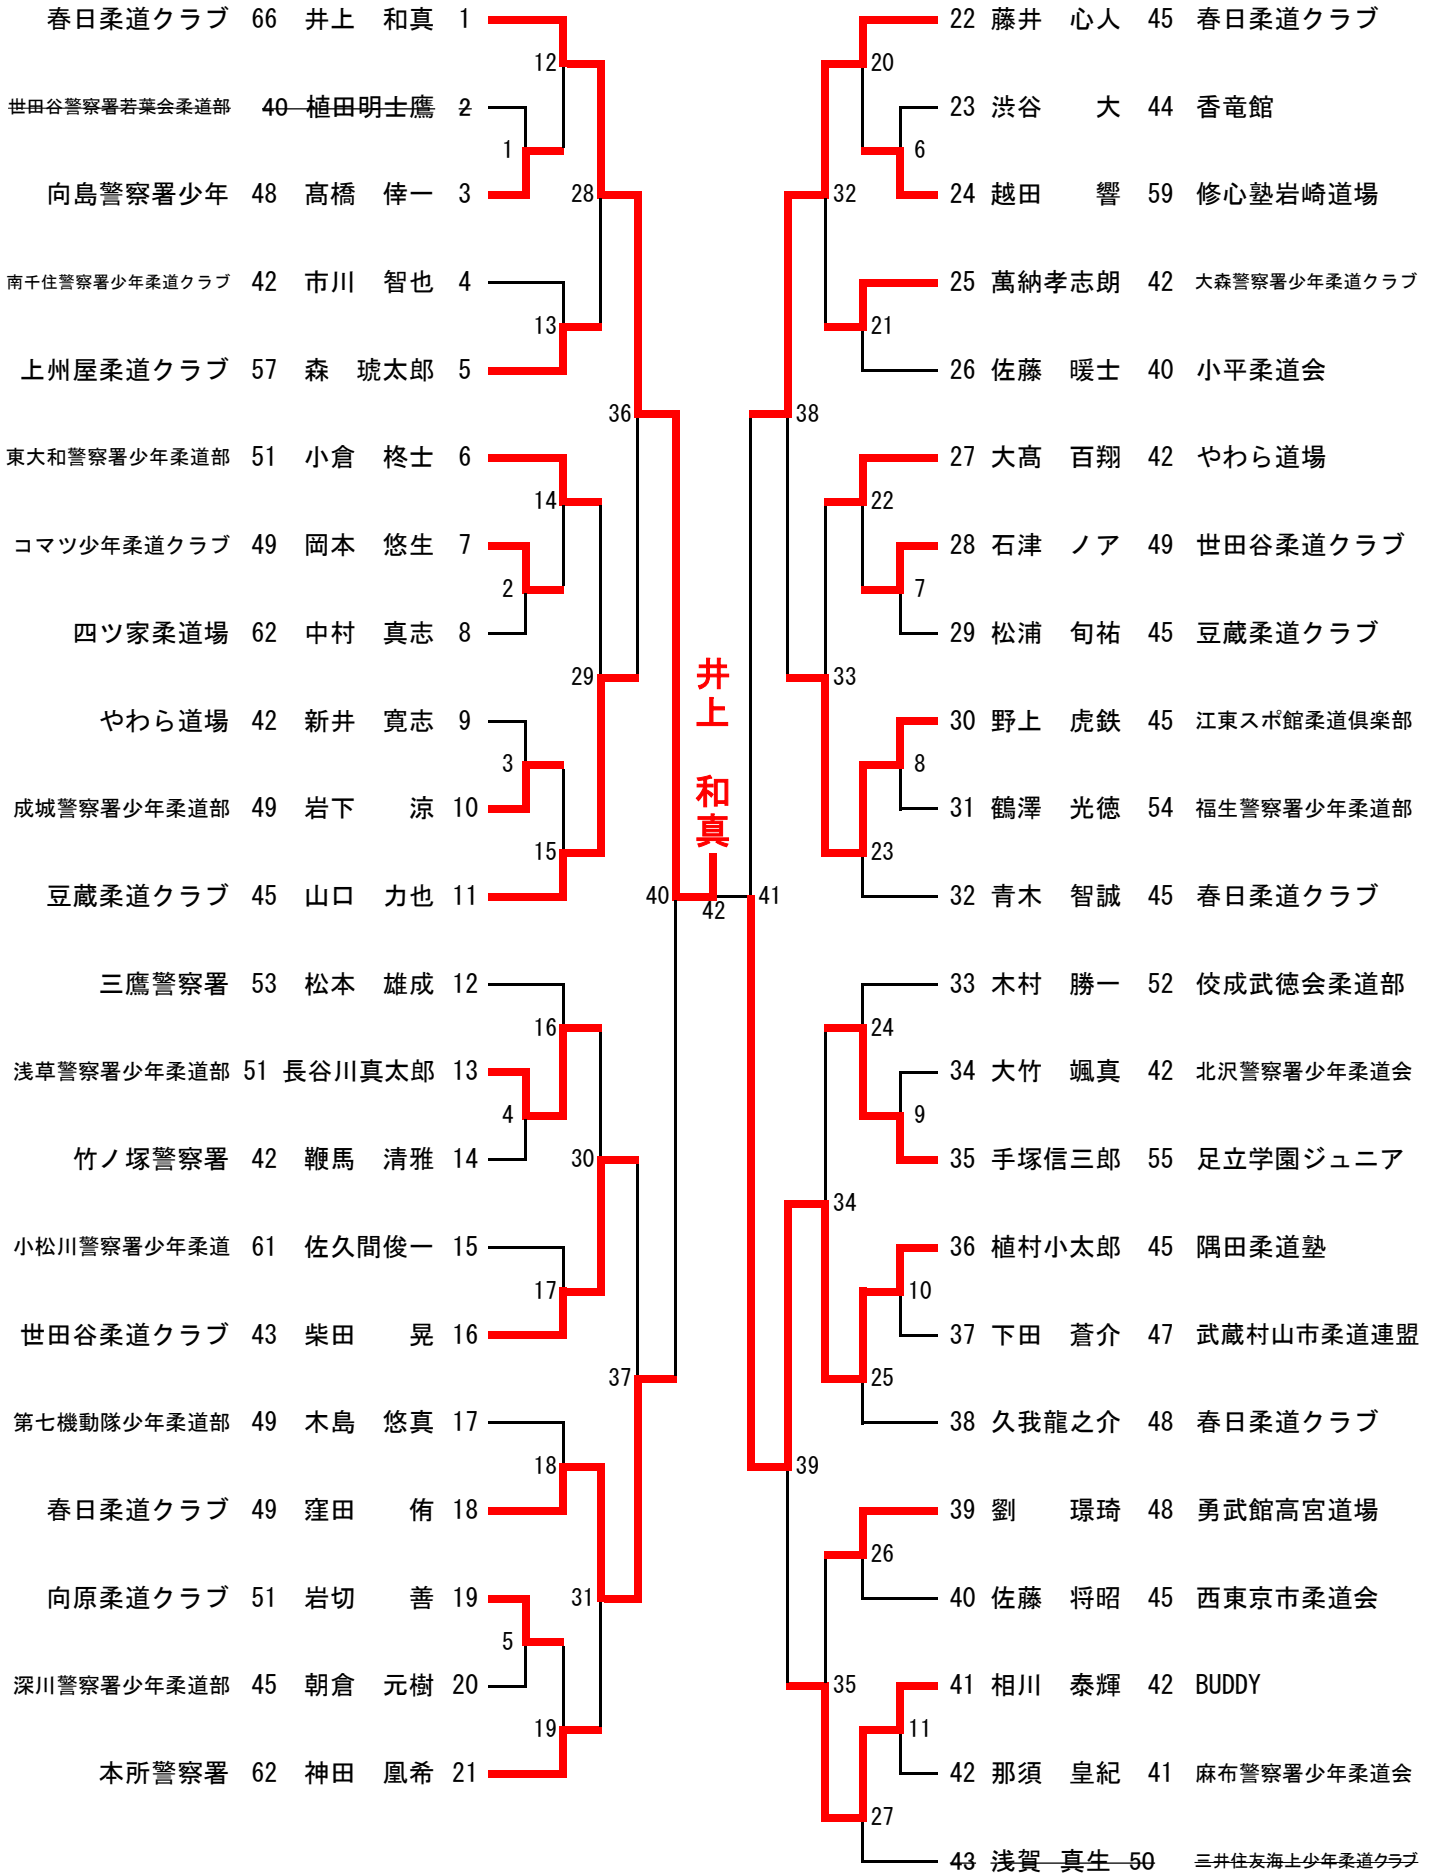 春日柔道クラブ 66 井上 和真 1
世田谷警察署若葉会柔道部 40 植田明士鷹 2
向島警察署少年 48 髙橋 倖一 3
南千住警察署少年柔道クラブ 42 市川 智也 4
上州屋柔道クラブ 57 森 琥太郎 5
東大和警察署少年柔道部 51 小倉 柊士 6
コマツ少年柔道クラブ 49 岡本 悠生 7
四ツ家柔道場 62 中村 真志 8
やわら道場 42 新井 寛志 9
成城警察署少年柔道部 49 岩下 涼 10
豆蔵柔道クラブ 45 山口 力也 11
三鷹警察署 53 松本 雄成 12
浅草警察署少年柔道部 51 長谷川真太郎 13
竹ノ塚警察署 42 鞭馬 清雅 14
小松川警察署少年柔道 61 佐久間俊一 15
世田谷柔道クラブ 43 柴田 晃 16
第七機動隊少年柔道部 49 木島 悠真 17
春日柔道クラブ 49 窪田 侑 18
向原柔道クラブ 51 岩切 善 19
深川警察署少年柔道部 45 朝倉 元樹 20
本所警察署 62 神田 凰希 21
1
2
3
4
5
12
13
14
15
16
17
18
19
28
29
30
31
36
37
40
井上 和真
42
41
38
39
32
33
34
35
20
21
22
23
24
25
26
27
6
7
8
9
10
11
22 藤井 心人 45 春日柔道クラブ
23 渋谷 大 44 香竜館
24 越田 響 59 修心塾岩崎道場
25 萬納孝志朗 42 大森警察署少年柔道クラブ
26 佐藤 暖士 40 小平柔道会
27 大髙 百翔 42 やわら道場
28 石津 ノア 49 世田谷柔道クラブ
29 松浦 旬祐 45 豆蔵柔道クラブ
30 野上 虎鉄 45 江東スポ館柔道倶楽部
31 鶴澤 光徳 54 福生警察署少年柔道部
32 青木 智誠 45 春日柔道クラブ
33 木村 勝一 52 佼成武徳会柔道部
34 大竹 颯真 42 北沢警察署少年柔道会
35 手塚信三郎 55 足立学園ジュニア
36 植村小太郎 45 隅田柔道塾
37 下田 蒼介 47 武蔵村山市柔道連盟
38 久我龍之介 48 春日柔道クラブ
39 劉 璟琦 48 勇武館高宮道場
40 佐藤 将昭 45 西東京市柔道会
41 相川 泰輝 42 BUDDY
42 那須 皇紀 41 麻布警察署少年柔道会
43 浅賀 真生 50 三井住友海上少年柔道クラブ